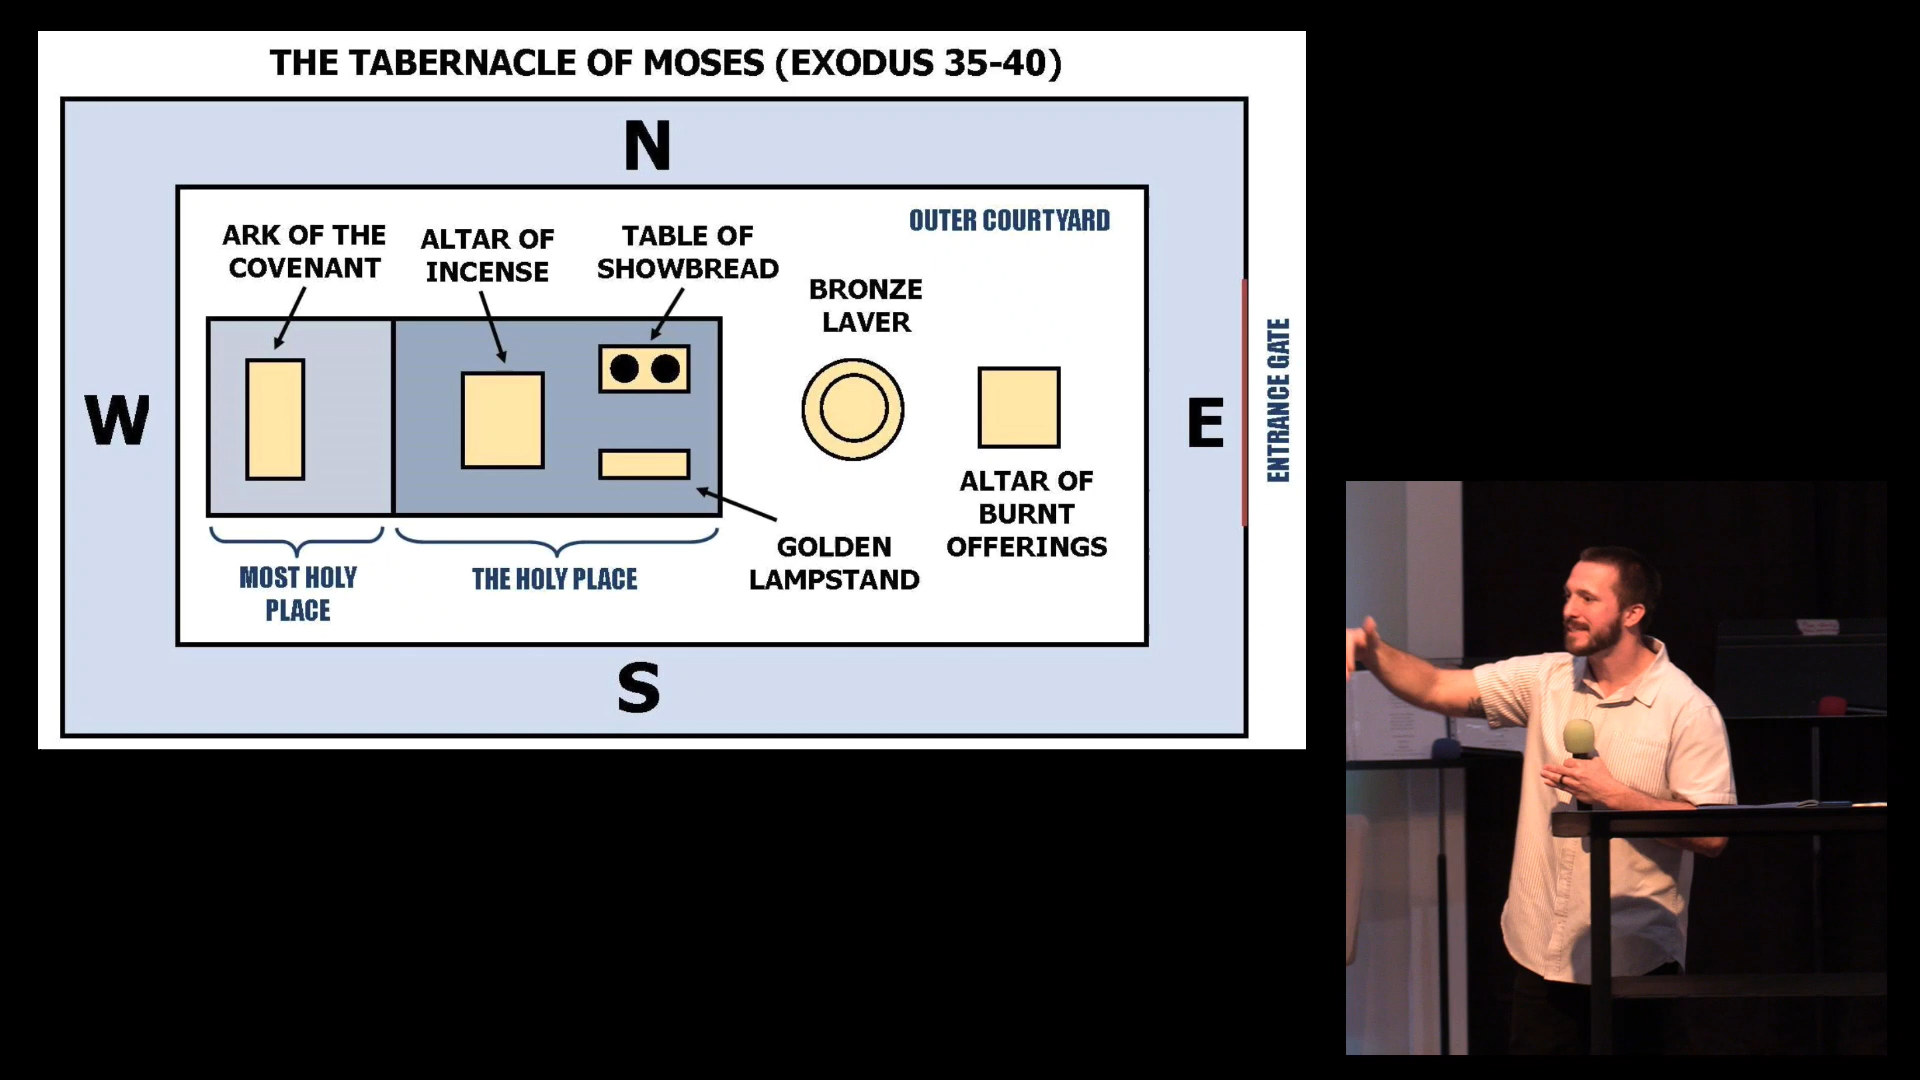 THE TABERNACLE OF MOSES (EXODUS 35-40)
N
OUTER COURTYARD
ARK OF THE
COVENANT
ALTAR OF
INCENSE
TABLE OF
SHOWBREAD
BRONZE
LAVER
W
E
ENTRANCE GATE
ALTAR OF
BURNT
OFFERINGS
GOLDEN
LAMPSTAND
MOST HOLY
PLACE
THE HOLY PLACE
S